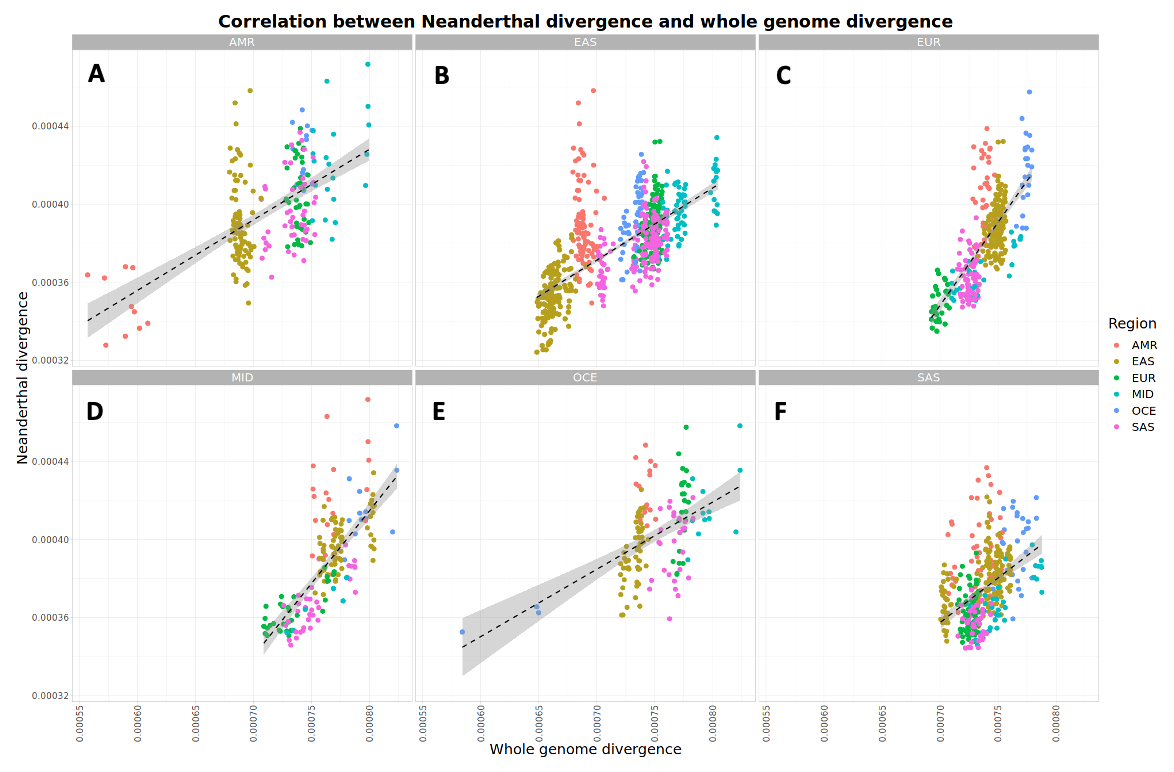 Correlation between Neanderthal divergence and whole genome divergence
AMR
EAS
EUR
A
B
C
0.00044
0.00040
0.00036
0.00032
MID
OCE
SAS
D
E
F
0.00044
0.00040
0.00036
0.00032
Neanderthal divergence
0.00055
0.00060
0.00065
0.00070
0.00075
0.00080
0.00055
0.00060
0.00065
0.00070
0.00075
0.00080
0.00055
0.00060
0.00065
0.00070
0.00075
0.00080
Whole genome divergence
Region
AMR
EAS
EUR
MID
OCE
SAS